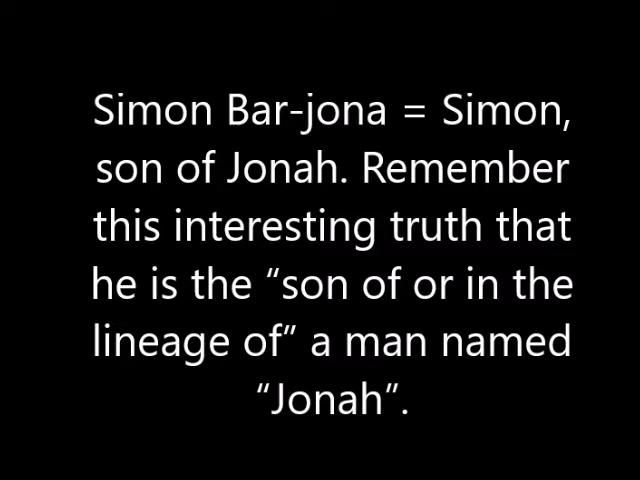 Simon Bar-jona = Simon,
son of Jonah. Remember
this interesting truth that
he is the “son of or in the
lineage of” a man named
“Jonah”.